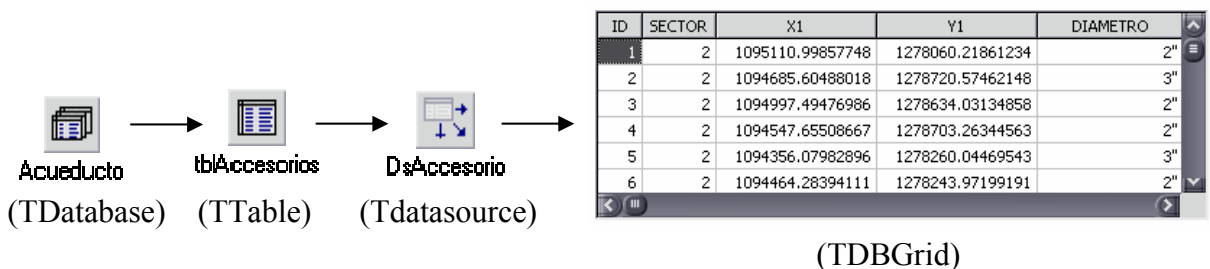 ID SECTOR X1 Y1 DIAMETRO
1 2 1095110.99857748 1278060.21861234 2"
2 2 1094685.60488018 1278720.57462148 3"
3 2 1094997.49476986 1278634.03134858 2"
4 2 1094547.65508667 1278703.26344563 2"
5 2 1094356.07982896 1278260.04469543 3"
6 2 1094464.28394111 1278243.97199191 2"
Acueducto tblAccesorios DsAccesorio
(TDatabase) (TTable) (Tdatasource)
(TDBGrid)